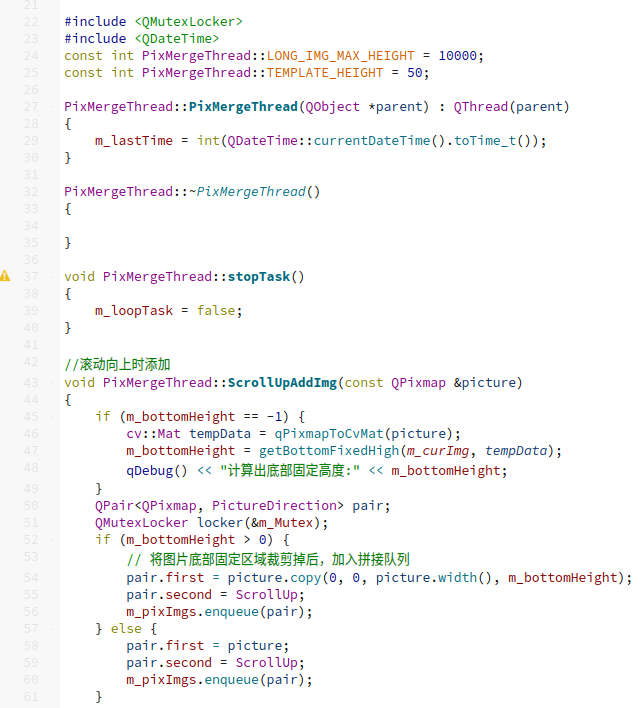 21
22 #include <QMutexLocker>
23 #include <QDateTime>
24 const int PixMergeThread::LONG_IMG_MAX_HEIGHT = 10000;
25 const int PixMergeThread::TEMPLATE_HEIGHT = 50;
26
27 PixMergeThread::PixMergeThread(QObject *parent) : QThread(parent)
28 {
29     m_lastTime = int(QDateTime::currentDateTime().toTime_t());
30 }
31
32 PixMergeThread::~PixMergeThread()
33 {
34
35 }
36
37 void PixMergeThread::stopTask()
38 {
39     m_loopTask = false;
40 }
41
42 //滚动向上时添加
43 void PixMergeThread::ScrollUpAddImg(const QPixmap &picture)
44 {
45     if (m_bottomHeight == -1) {
46         cv::Mat tempData = qPixmapToCvMat(picture);
47         m_bottomHeight = getBottomFixedHigh(m_curImg, tempData);
48         qDebug() << "计算出底部固定高度:" << m_bottomHeight;
49     }
50     QPair<QPixmap, PictureDirection> pair;
51     QMutexLocker locker(&m_Mutex);
52     if (m_bottomHeight > 0) {
53         // 将图片底部固定区域裁剪掉后，加入拼接队列
54         pair.first = picture.copy(0, 0, picture.width(), m_bottomHeight);
55         pair.second = ScrollUp;
56         m_pixImgs.enqueue(pair);
57     } else {
58         pair.first = picture;
59         pair.second = ScrollUp;
60         m_pixImgs.enqueue(pair);
61     }